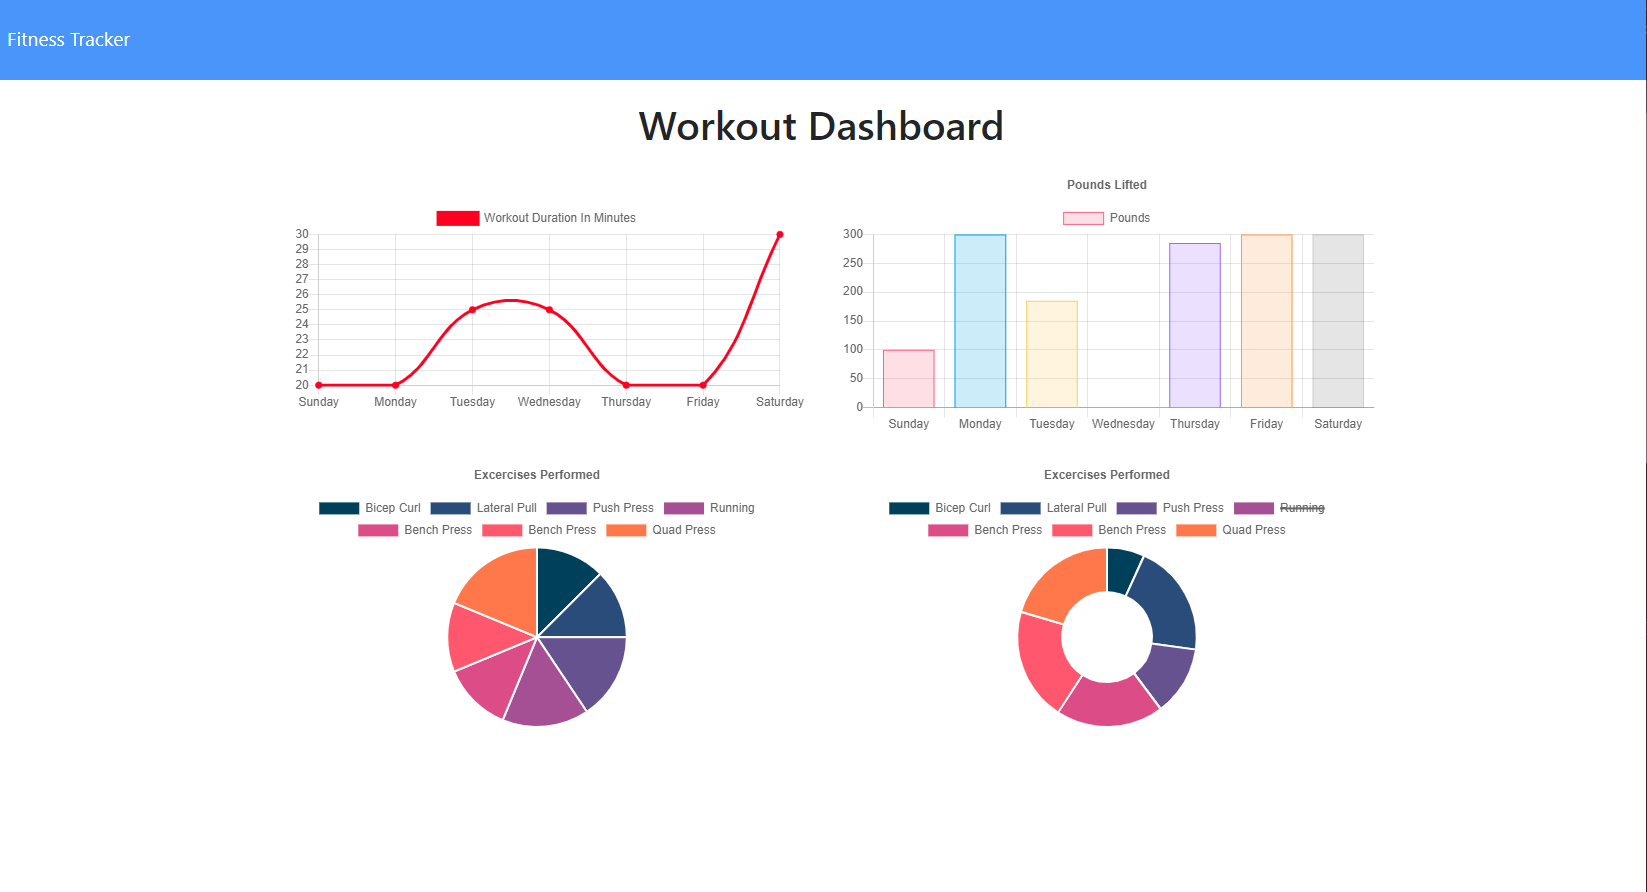 Fitness Tracker
Workout Dashboard
Workout Duration In Minutes
30
29
28
27
26
25
24
23
22
21
20
Sunday Monday Tuesday Wednesday Thursday Friday Saturday
Pounds Lifted
Pounds
300
250
200
150
100
50
0
Sunday Monday Tuesday Wednesday Thursday Friday Saturday
Excercises Performed
Bicep Curl Lateral Pull Push Press Running
Bench Press Bench Press Quad Press
Excercises Performed
Bicep Curl Lateral Pull Push Press Running
Bench Press Bench Press Quad Press